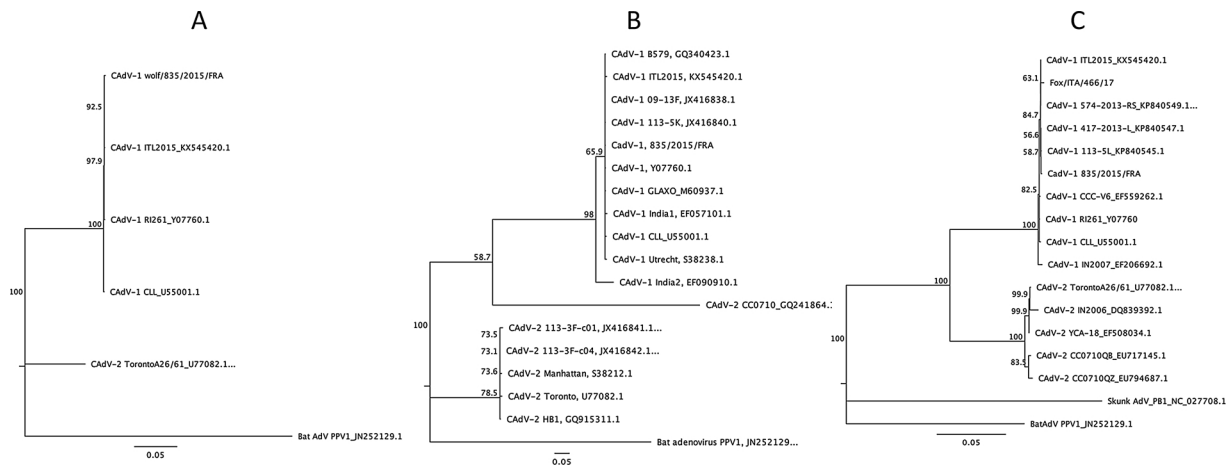 A
CAdV-1 wolf/835/2015/FRA
92.5
CAdV-1 ITL2015_KX545420.1
97.9
CAdV-1 RI261_Y07760.1
100
CAdV-1 CLL_U55001.1
100
CAdV-2 TorontoA26/61_U77082.1...
Bat AdV PPV1_JN252129.1
0.05
B
CAdV-1 B579, GQ340423.1
CAdV-1 ITL2015, KX545420.1
CAdV-1 09-13F, JX416838.1
CAdV-1 113-5K, JX416840.1
CadV-1, 835/2015/FRA
65.9
CAdV-1, Y07760.1
CAdV-1 GLAXO_M60937.1
CAdV-1 India1, EF057101.1
98
CAdV-1 CLL_U55001.1
CAdV-1 Utrecht, S38238.1
58.7
CAdV-1 India2, EF090910.1
CAdV-2 CC0710_GQ241864.:
100
CAdV-2 113-3F-c01, JX416841.1...
73.5
CAdV-2 113-3F-c04, JX416842.1...
73.1
CAdV-2 Manhattan, S38212.1
73.6
CAdV-2 Toronto, U77082.1
78.5
CAdV-2 HB1, GQ915311.1
Bat adenovirus PPV1, JN252129...
0.05
C
CAdV-1 ITL2015_KX545420.1
63.1
Fox/ITA/466/17
CAdV-1 574-2013-RS_KP840549.1...
84.7
CAdV-1 417-2013-L_KP840547.1
56.6
CAdV-1 113-5L_KP840545.1
58.7
CadV-1 835/2015/FRA
82.5
CAdV-1 CCC-V6_EF559262.1
CAdV-1 RI261_Y07760
100
CAdV-1 CLL_U55001.1
CAdV-1 IN2007_EF206692.1
CAdV-2 TorontoA26/61_U77082.1...
99.9
CAdV-2 IN2006_DQ839392.1
99.9
CAdV-2 YCA-18_EF508034.1
100
100
CAdV-2 CC0710QB_EU717145.1
83.5
CAdV-2 CC0710QZ_EU794687.1
Skunk AdV_PB1_NC_027708.1
BatAdV PPV1_JN252129.1
0.05